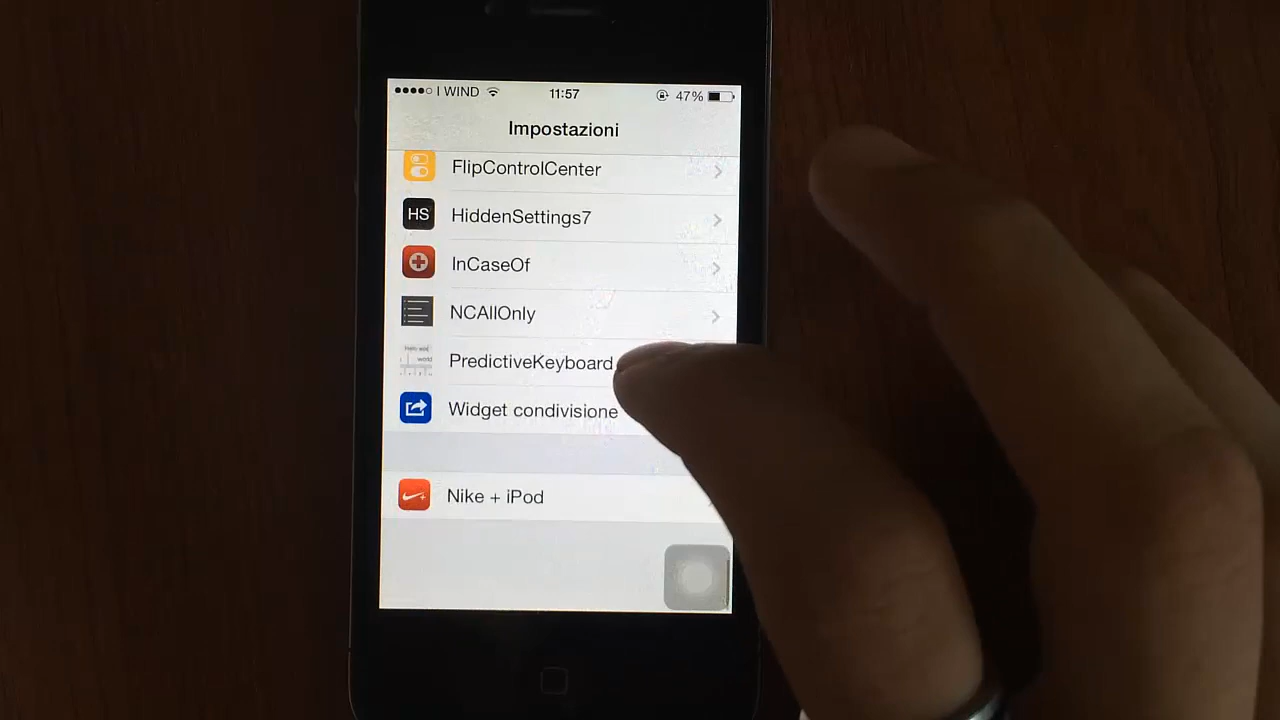 ●●●●○ I WIND 11:57 47%
Impostazioni
FlipControlCenter
HS HiddenSettings7
InCaseOf
NCAllOnly
PredictiveKeyboard
Widget condivisione
Nike + iPod